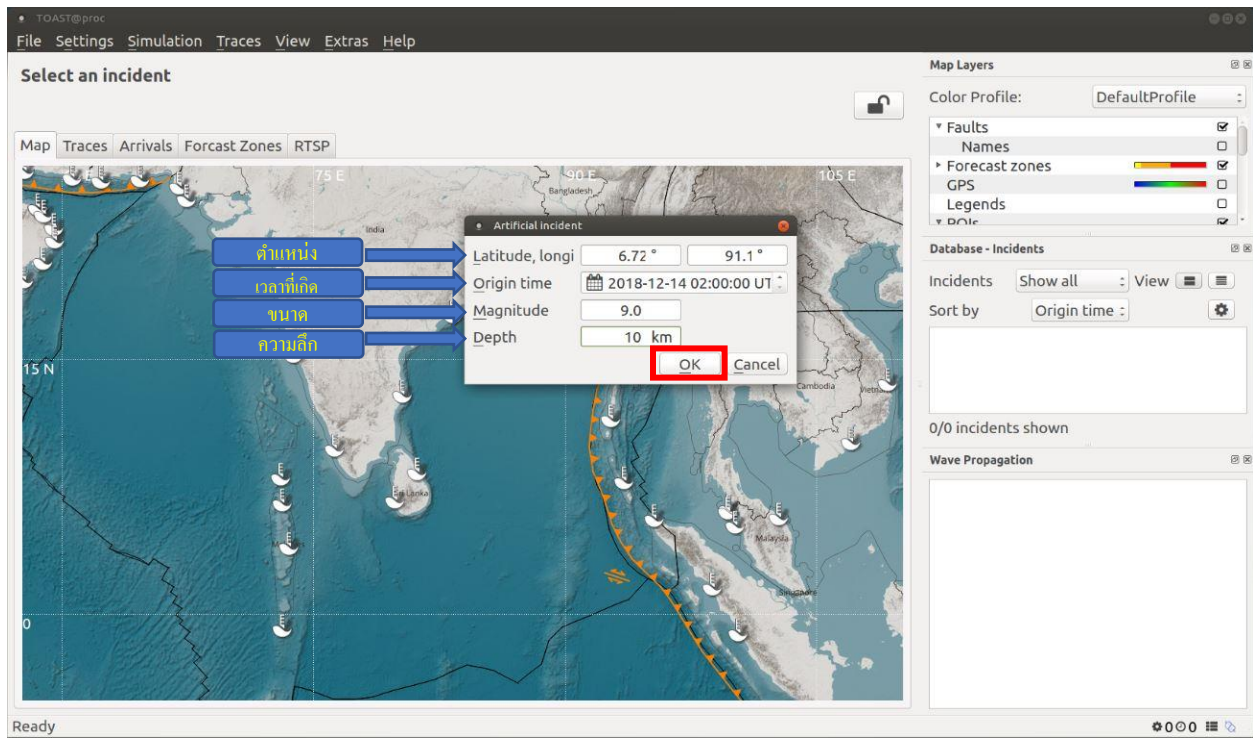 TOAST@proc
File Settings Simulation Traces View Extras Help
Select an incident
Map Traces Arrivals Forcast Zones RTSP
75 E 90 E 105 E
Bangladesh
India
Artificial incident
ตำแหน่ง
Latitude, longi 6.72 ° 91.1 °
เวลาที่เกิด
Origin time 2018-12-14 02:00:00 UT
ขนาด
Magnitude 9.0
ความลึก
Depth 10 km
OK Cancel
15 N
Cambodia
Sri Lanka
Malaysia
Singapore
0
Map Layers
Color Profile: DefaultProfile
Faults
Names
Forecast zones
GPS
Legends
POIs
Database - Incidents
Incidents Show all View
Sort by Origin time
0/0 incidents shown
Wave Propagation
Ready
0 0